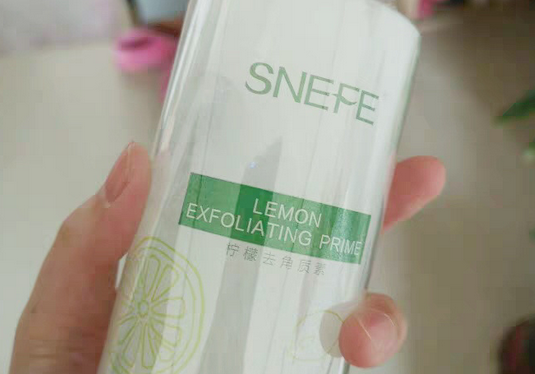 SNEFE
LEMON
EXFOLIATING PRIME
柠檬去角质素